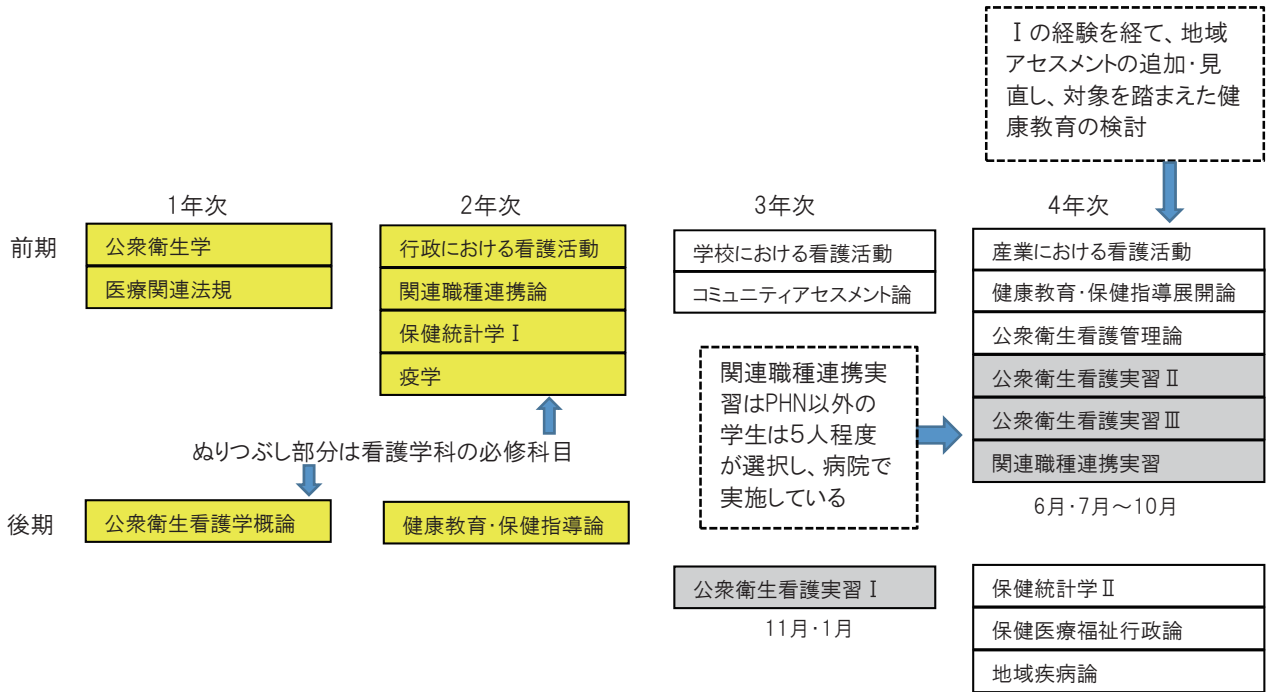 Ⅰの経験を経て、地域
アセスメントの追加・見
直し、対象を踏まえた健
康教育の検討
1年次
2年次
3年次
4年次
前期
公衆衛生学
医療関連法規
行政における看護活動
関連職種連携論
保健統計学Ⅰ
疫学
学校における看護活動
コミュニティアセスメント論
産業における看護活動
健康教育・保健指導展開論
公衆衛生看護管理論
公衆衛生看護実習Ⅱ
公衆衛生看護実習Ⅲ
関連職種連携実習
6月・7月～10月
関連職種連携実
習はPHN以外の
学生は5人程度
が選択し、病院で
実施している
ぬりつぶし部分は看護学科の必修科目
後期
公衆衛生看護学概論
健康教育・保健指導論
公衆衛生看護実習Ⅰ
11月・1月
保健統計学Ⅱ
保健医療福祉行政論
地域疾病論